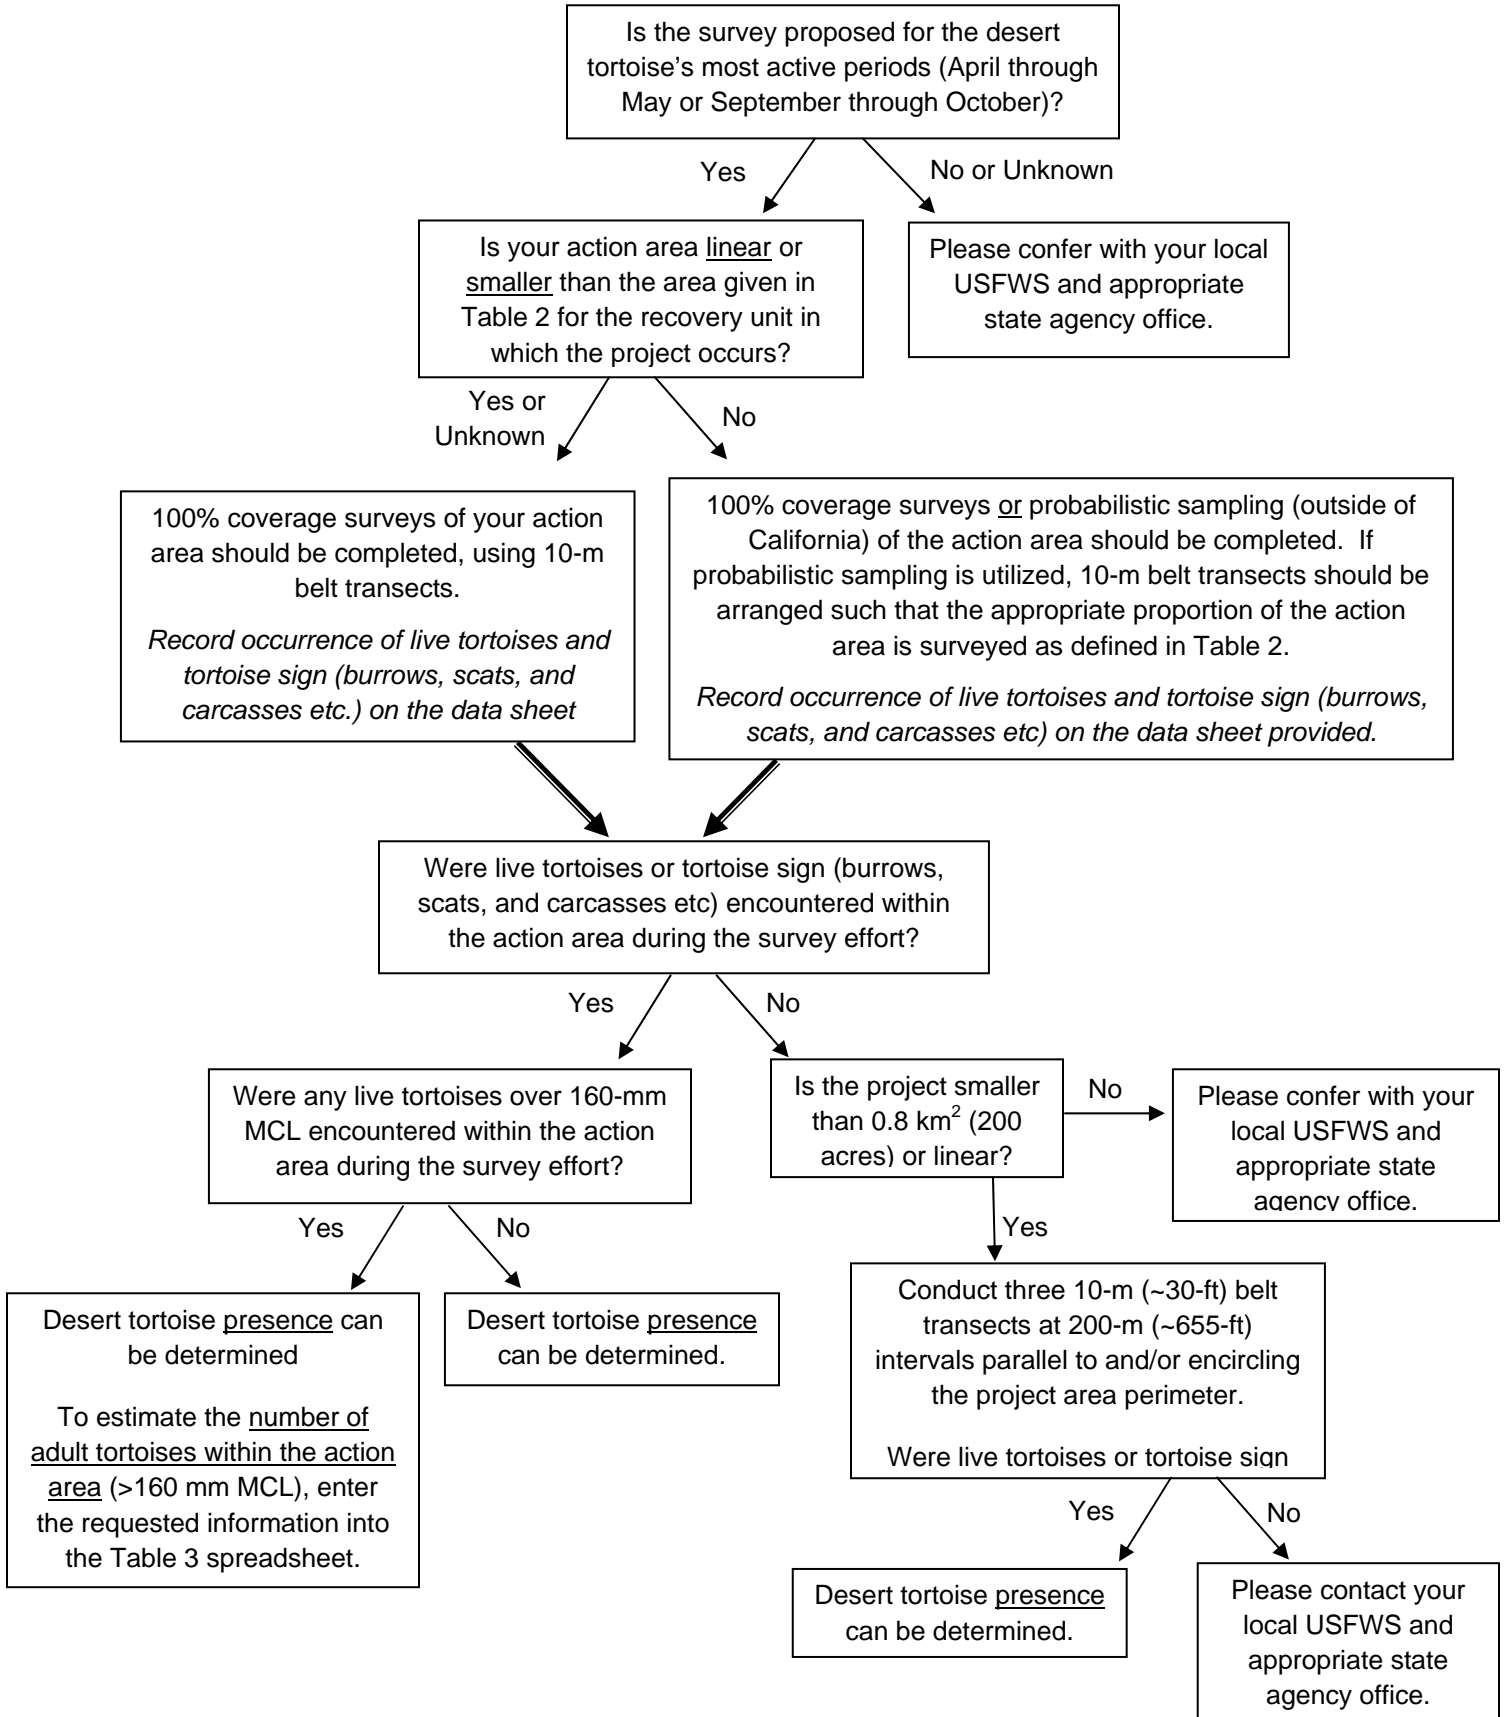 Is the survey proposed for the desert
tortoise's most active periods (April through
May or September through October)?
Yes
No or Unknown
Is your action area linear or
smaller than the area given in
Table 2 for the recovery unit in
which the project occurs?
Please confer with your local
USFWS and appropriate
state agency office.
Yes or
Unknown
No
100% coverage surveys of your action
area should be completed, using 10-m
belt transects.
Record occurrence of live tortoises and
tortoise sign (burrows, scats, and
carcasses etc.) on the data sheet
100% coverage surveys or probabilistic sampling (outside of
California) of the action area should be completed.  If
probabilistic sampling is utilized, 10-m belt transects should be
arranged such that the appropriate proportion of the action
area is surveyed as defined in Table 2.
Record occurrence of live tortoises and tortoise sign (burrows,
scats, and carcasses etc) on the data sheet provided.
Were live tortoises or tortoise sign (burrows,
scats, and carcasses etc) encountered within
the action area during the survey effort?
Yes
No
Were any live tortoises over 160-mm
MCL encountered within the action
area during the survey effort?
Is the project smaller
than 0.8 km² (200
acres) or linear?
No
Please confer with your
local USFWS and
appropriate state
agency office.
Yes
No
Yes
Desert tortoise presence can
be determined
To estimate the number of
adult tortoises within the action
area (>160 mm MCL), enter
the requested information into
the Table 3 spreadsheet.
Desert tortoise presence
can be determined.
Conduct three 10-m (~30-ft) belt
transects at 200-m (~655-ft)
intervals parallel to and/or encircling
the project area perimeter.
Were live tortoises or tortoise sign
Yes
No
Desert tortoise presence
can be determined.
Please contact your
local USFWS and
appropriate state
agency office.